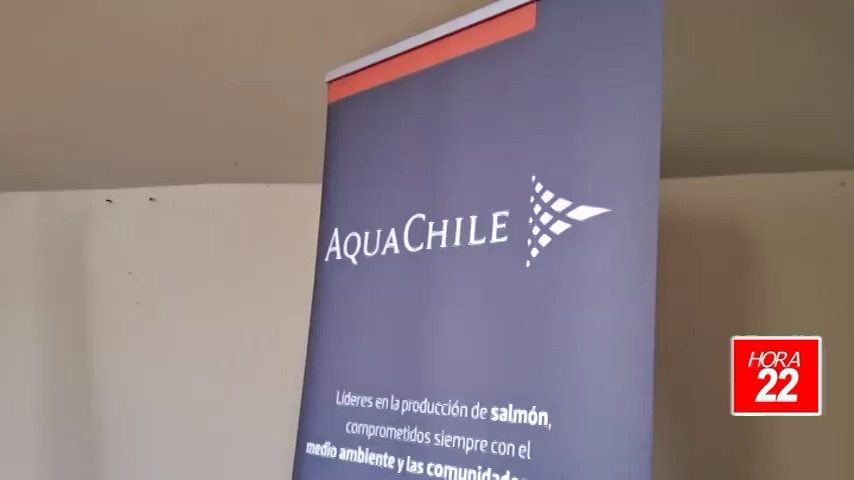 AQUACHILE
Líderes en la producción de salmón,
comprometidos siempre con el
medio ambiente y las
HORA
22